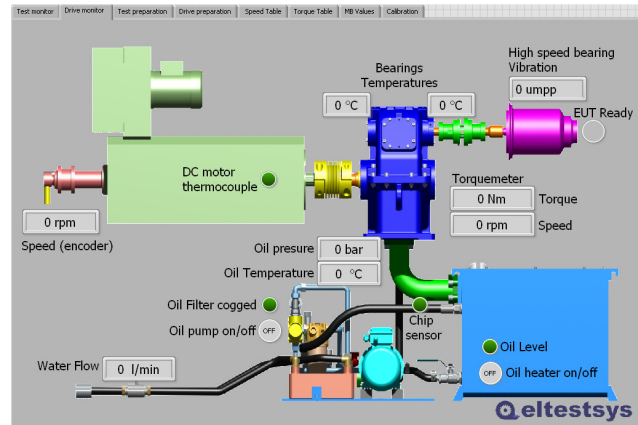 Test monitor Drive monitor Test preparation Drive preparation Speed Table Torque Table MB Values Calibration
High speed bearing
Vibration
0 umpp
EUT Ready
Bearings
Temperatures
0 °C 0 °C
DC motor
thermocouple
0 rpm
Speed (encoder)
Torquemeter
0 Nm Torque
0 rpm Speed
Oil presure 0 bar
Oil Temperature 0 °C
Oil Filter cogged
Oil pump on/off OFF
Chip
sensor
Water Flow 0 l/min
Oil Level
OFF Oil heater on/off
eltestsys